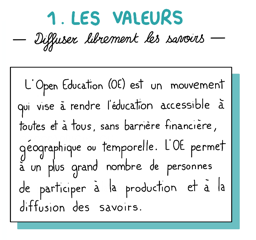 1. LES VALEURS
— Diffuser librement les savoirs —
L'Open Education (OE) est un mouvement
qui vise à rendre l'éducation accessible à
toutes et à tous, sans barrière financière,
géographique ou temporelle. L'OE permet
à un plus grand nombre de personnes
de participer à la production et à la
diffusion des savoirs.